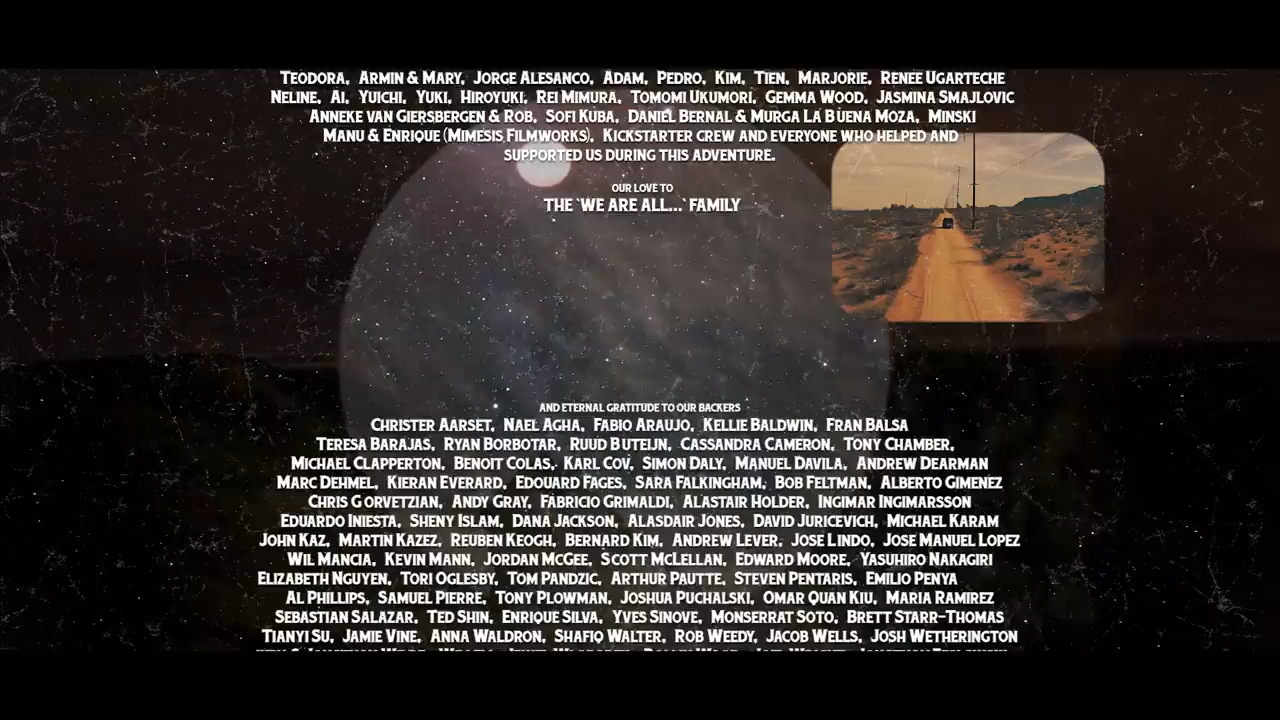 Teodora, Armin & Mary, Jorge Alesanco, Adam, Pedro, Kim, Tien, Marjorie, Renee Ugarteche
Neline, Ai, Yuichi, Yuki, Hiroyuki, Rei Mimura, Tomomi Ukumori, Gemma Wood, Jasmina Smajlovic
Anneke van Giersbergen & Rob, Sofi Kuba, Daniel Bernal & Murga La Buena Moza, Minski
Manu & Enrique (Mimesis Filmworks), Kickstarter crew and everyone who helped and
supported us during this adventure.
our love to
the `We are all...` family
and eternal gratitude to our backers
Christer Aarset, Nael Agha, Fabio Araujo, Kellie Baldwin, Fran Balsa
Teresa Barajas, Ryan Borbotar, Ruud Buteijn, Cassandra Cameron, Tony Chamber,
Michael Clapperton, Benoit Colas, Karl Cov, Simon Daly, Manuel Davila, Andrew Dearman
Marc Dehmel, Kieran Everard, Edouard Fages, Sara Falkingham, Bob Feltman, Alberto Gimenez
Chris Gorvetzian, Andy Gray, Fabricio Grimaldi, Alastair Holder, Ingimar Ingimarsson
Eduardo Iniesta, Sheny Islam, Dana Jackson, Alasdair Jones, David Juricevich, Michael Karam
John Kaz, Martin Kazez, Reuben Keogh, Bernard Kim, Andrew Lever, Jose Lindo, Jose Manuel Lopez
Wil Mancia, Kevin Mann, Jordan McGee, Scott McLellan, Edward Moore, Yasuhiro Nakagiri
Elizabeth Nguyen, Tori Oglesby, Tom Pandzic, Arthur Pautte, Steven Pentaris, Emilio Penya
Al Phillips, Samuel Pierre, Tony Plowman, Joshua Puchalski, Omar Quan Kiu, Maria Ramirez
Sebastian Salazar, Ted Shin, Enrique Silva, Yves Sinove, Monserrat Soto, Brett Starr-Thomas
Tianyi Su, Jamie Vine, Anna Waldron, Shafiq Walter, Rob Weedy, Jacob Wells, Josh Wetherington